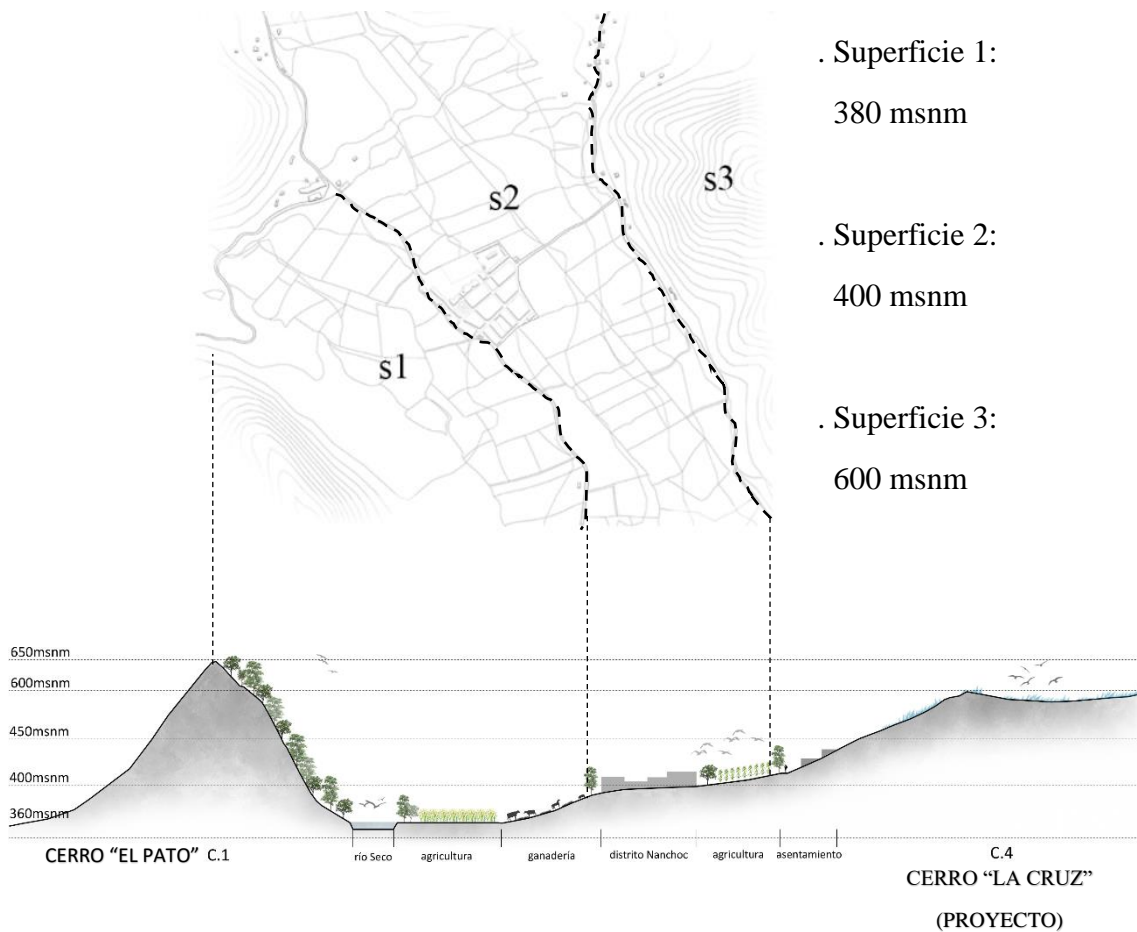 . Superficie 1:
380 msnm
s3
s2
. Superficie 2:
400 msnm
s1
. Superficie 3:
600 msnm
650msnm
600msnm
450msnm
400msnm
360msnm
CERRO “EL PATO” C.1
río Seco
agricultura
ganadería
distrito Nanchoc
agricultura
asentamiento
C.4
CERRO “LA CRUZ”
(PROYECTO)